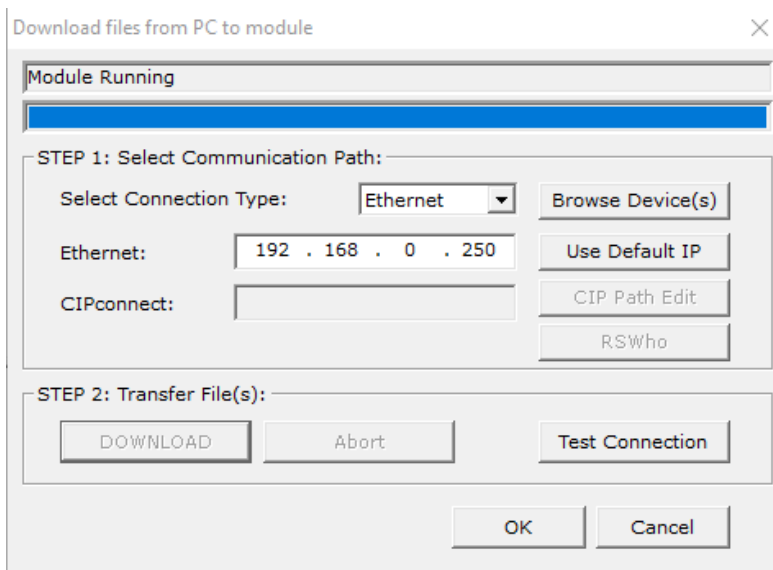 Download files from PC to module
Module Running
STEP 1: Select Communication Path:
Select Connection Type: Ethernet Browse Device(s)
Ethernet: 192 . 168 . 0 . 250 Use Default IP
CIPconnect: CIP Path Edit
RSWho
STEP 2: Transfer File(s):
DOWNLOAD Abort Test Connection
OK Cancel